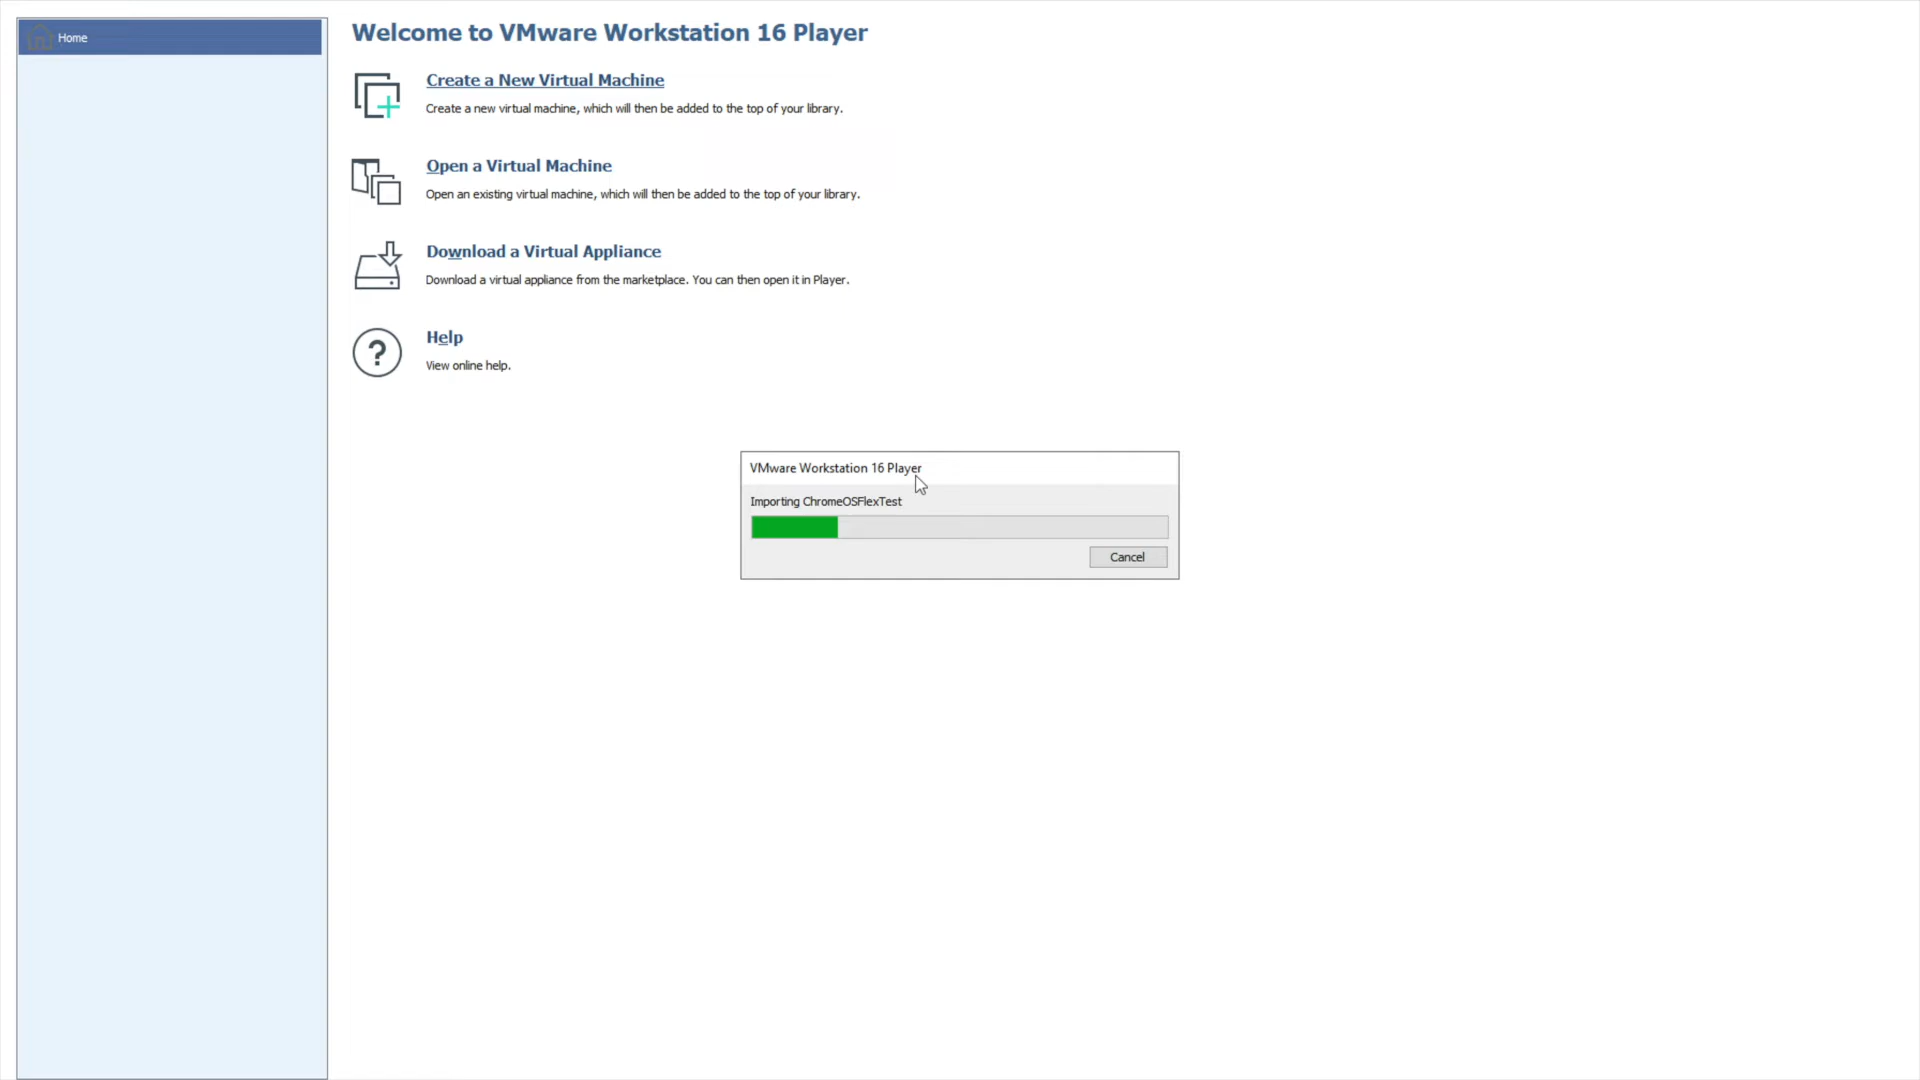 Home
Welcome to VMware Workstation 16 Player
Create a New Virtual Machine
Create a new virtual machine, which will then be added to the top of your library.
Open a Virtual Machine
Open an existing virtual machine, which will then be added to the top of your library.
Download a Virtual Appliance
Download a virtual appliance from the marketplace. You can then open it in Player.
?
Help
View online help.
VMware Workstation 16 Player
Importing ChromeOSFlexTest
Cancel